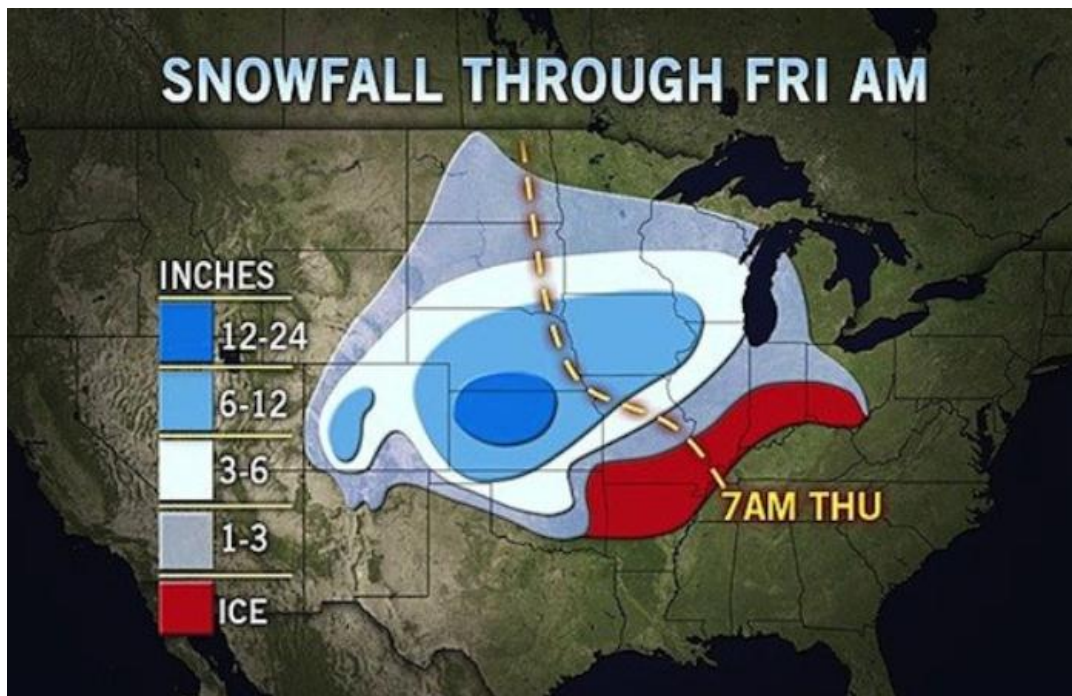 SNOWFALL THROUGH FRI AM
INCHES
12-24
6-12
3-6
1-3
ICE
7AM THU